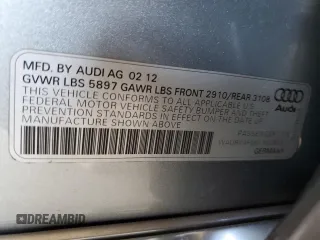 MFD. BY AUDI AG 02 12
GVWR LBS 5897 GAWR LBS FRONT 2910/REAR 3108
THIS VEHICLE CONFORMS TO ALL APPLICABLE U.S.
FEDERAL MOTOR VEHICLE SAFETY BUMPER AND THEFT
PREVENTION STANDARDS IN EFFECT ON THE DATE OF
MANUFACTURE SHOWN ABOVE
Audi
GERMANY
DREAMBID